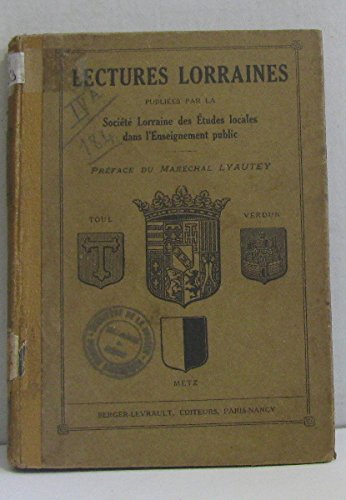 LECTURES LORRAINES
PUBLIÉES PAR LA
Société Lorraine des Études locales
dans l'Enseignement public
PRÉFACE DU MARÉCHAL LYAUTEY
TOUL
VERDUN
T
METZ
BERGER-LEVRAULT, ÉDITEURS, PARIS-NANCY